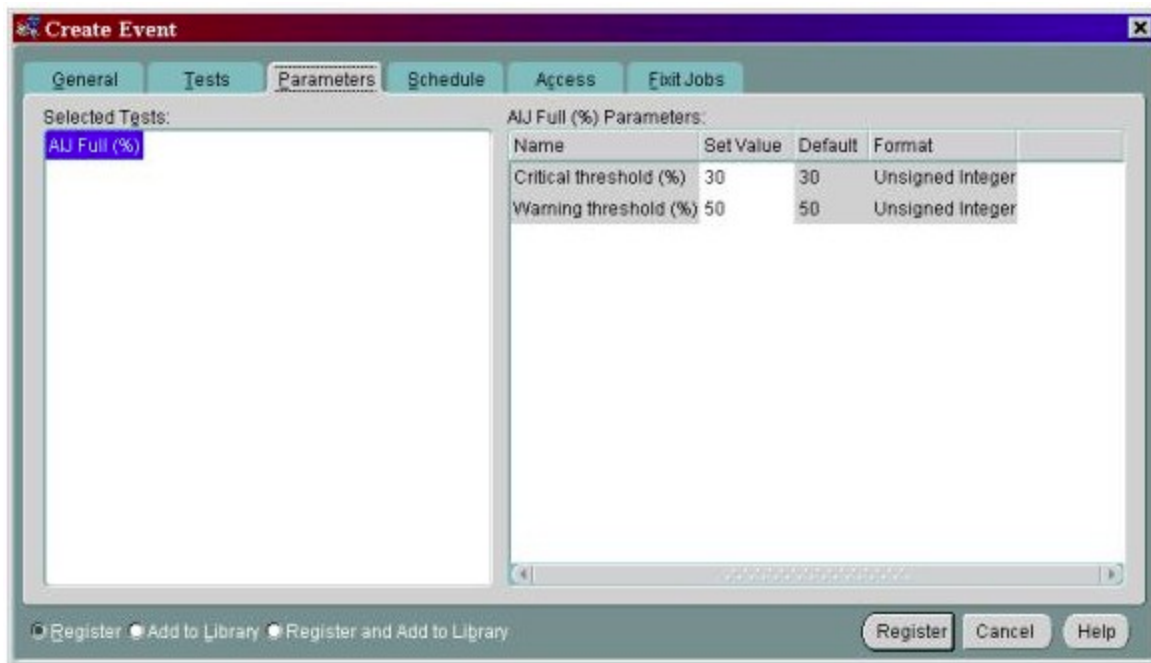 Create Event
General Tests Parameters Schedule Access Fixit Jobs
Selected Tests:
AIJ Full (%)
AIJ Full (%) Parameters:
Name Set Value Default Format
Critical threshold (%) 30 30 Unsigned Integer
Warning threshold (%) 50 50 Unsigned Integer
Register Add to Library Register and Add to Library
Register Cancel Help